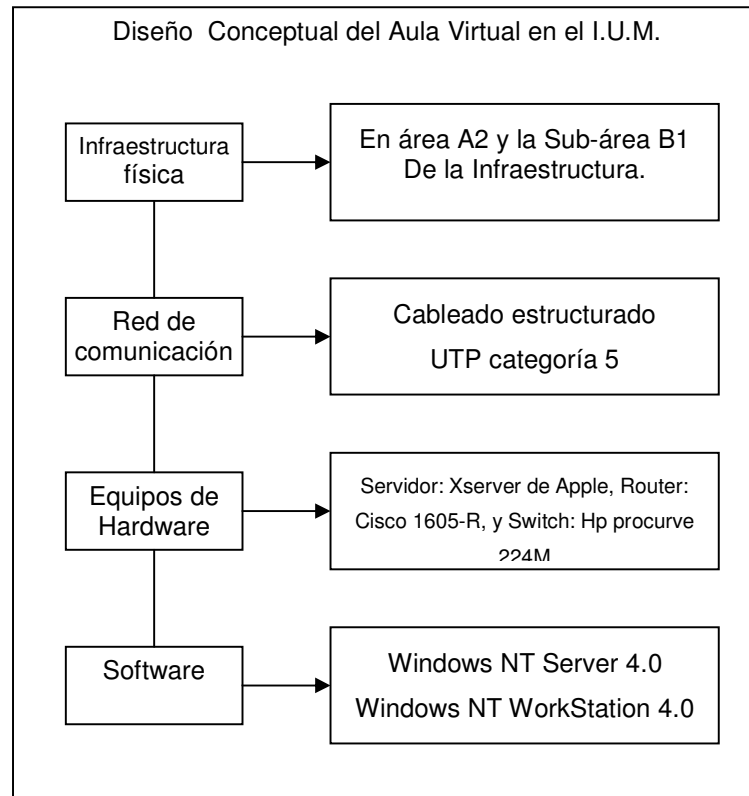 Diseño Conceptual del Aula Virtual en el I.U.M.
Infraestructura
física
En área A2 y la Sub-área B1
De la Infraestructura.
Red de
comunicación
Cableado estructurado
UTP categoría 5
Equipos de
Hardware
Servidor: Xserver de Apple, Router:
Cisco 1605-R, y Switch: Hp procurve
224M
Software
Windows NT Server 4.0
Windows NT WorkStation 4.0